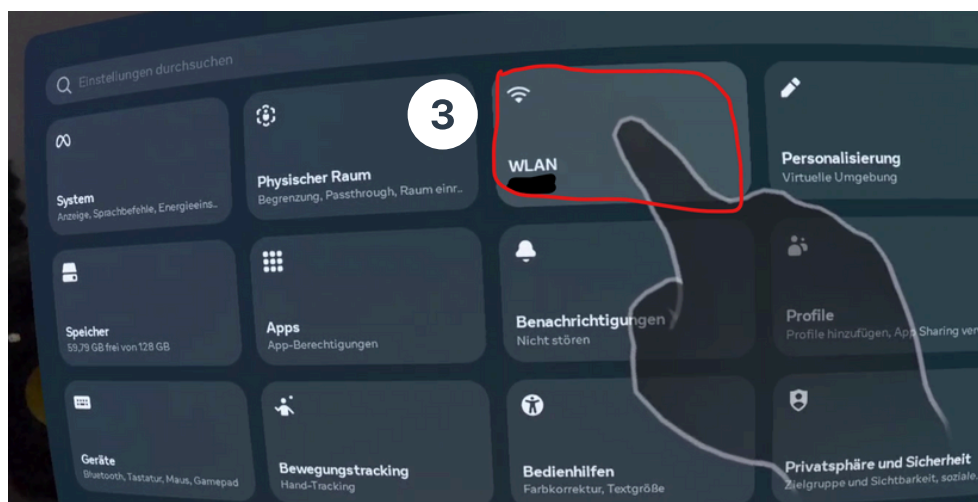 Einstellungen durchsuchen
3
System
Anzeige, Sprachbefehle, Energieeins...
Physischer Raum
Begrenzung, Passthrough, Raum einr...
WLAN
Personalisierung
Virtuelle Umgebung
Speicher
59,79 GB frei von 128 GB
Apps
App-Berechtigungen
Benachrichtigungen
Nicht stören
Profile
Profile hinzufügen, App Sharing ver
Geräte
Bluetooth, Tastatur, Maus, Gamepad
Bewegungstracking
Hand-Tracking
Bedienhilfen
Farbkorrektur, Textgröße
Privatsphäre und Sicherheit
Zielgruppe und Sichtbarkeit, soziale